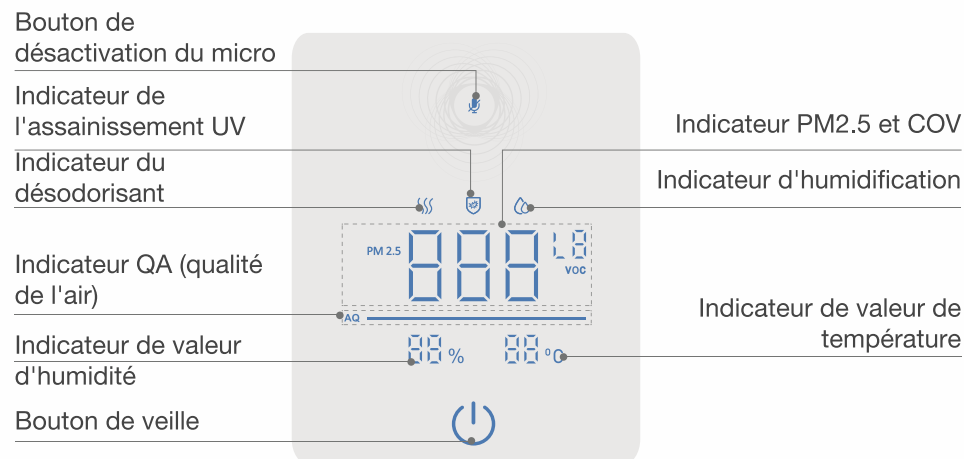 Bouton de
désactivation du micro
Indicateur de
l'assainissement UV
Indicateur du
désodorisant
Indicateur QA (qualité
de l'air)
Indicateur de valeur
d'humidité
Bouton de veille
Indicateur PM2.5 et COV
Indicateur d'humidification
Indicateur de valeur de
température
PM 2.5 888 L8
VOC
AQ
88 % 88 °C